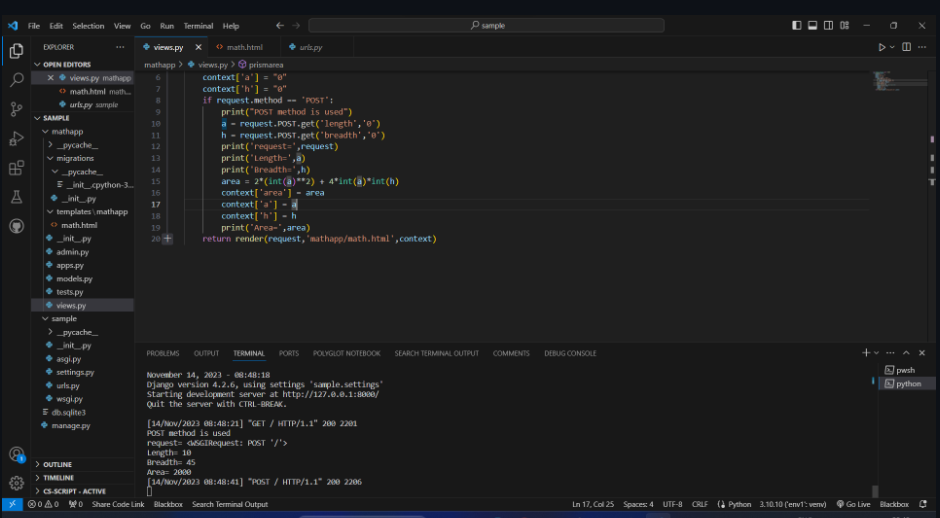 File Edit Selection View Go Run Terminal Help
sample
EXPLORER
OPEN EDITORS
views.py mathapp
math.html math...
urls.py sample
SAMPLE
mathapp
__pycache__
migrations
__pycache__
__init__.cpython-3...
__init__.py
templates\mathapp
math.html
__init__.py
admin.py
apps.py
models.py
tests.py
views.py
sample
__pycache__
__init__.py
asgi.py
settings.py
urls.py
wsgi.py
db.sqlite3
manage.py
OUTLINE
TIMELINE
CS-SCRIPT - ACTIVE
views.py math.html urls.py
mathapp > views.py > prismarea
6 context['a'] = "0"
7 context['h'] = "0"
8 if request.method == 'POST':
9 print("POST method is used")
10 a = request.POST.get('length','0')
11 h = request.POST.get('breadth','0')
12 print('request=',request)
13 print('Length=',a)
14 print('Breadth=',h)
15 area = 2*(int(a)**2) + 4*int(a)*int(h)
16 context['area'] = area
17 context['a'] = a
18 context['h'] = h
19 print('Area=',area)
20 return render(request,'mathapp/math.html',context)
PROBLEMS OUTPUT TERMINAL PORTS POLYGLOT NOTEBOOK SEARCH TERMINAL OUTPUT COMMENTS DEBUG CONSOLE
November 14, 2023 - 08:48:18
Django version 4.2.6, using settings 'sample.settings'
Starting development server at http://127.0.0.1:8000/
Quit the server with CTRL-BREAK.
[14/Nov/2023 08:48:21] "GET / HTTP/1.1" 200 2201
POST method is used
request= <WSGIRequest: POST '/'>
Length= 10
Breadth= 45
Area= 2000
[14/Nov/2023 08:48:41] "POST / HTTP/1.1" 200 2206
pwsh
python
0 0 0 Share Code Link Blackbox Search Terminal Output Ln 17, Col 25 Spaces: 4 UTF-8 CRLF Python 3.10.10 ('env1': venv) Go Live Blackbox